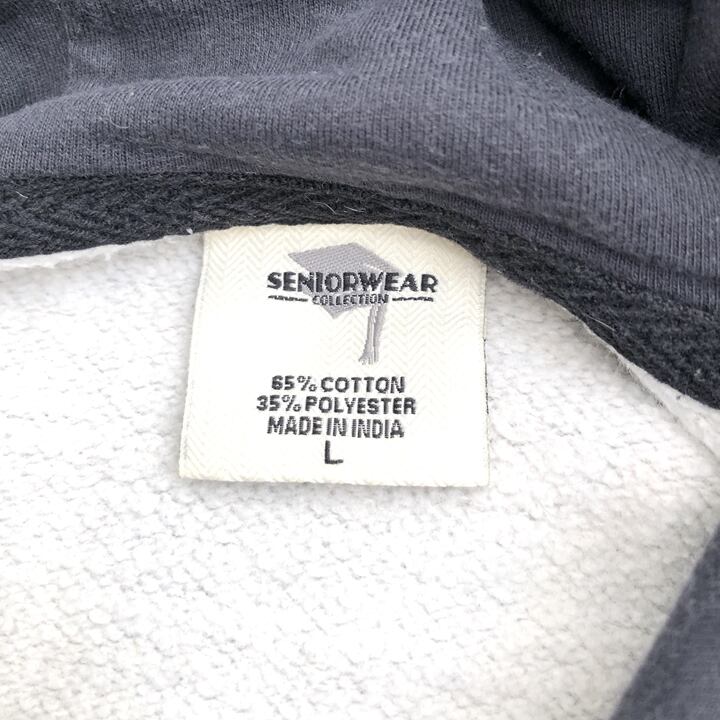 SENIORWEAR
COLLECTION
65% COTTON
35% POLYESTER
MADE IN INDIA
L